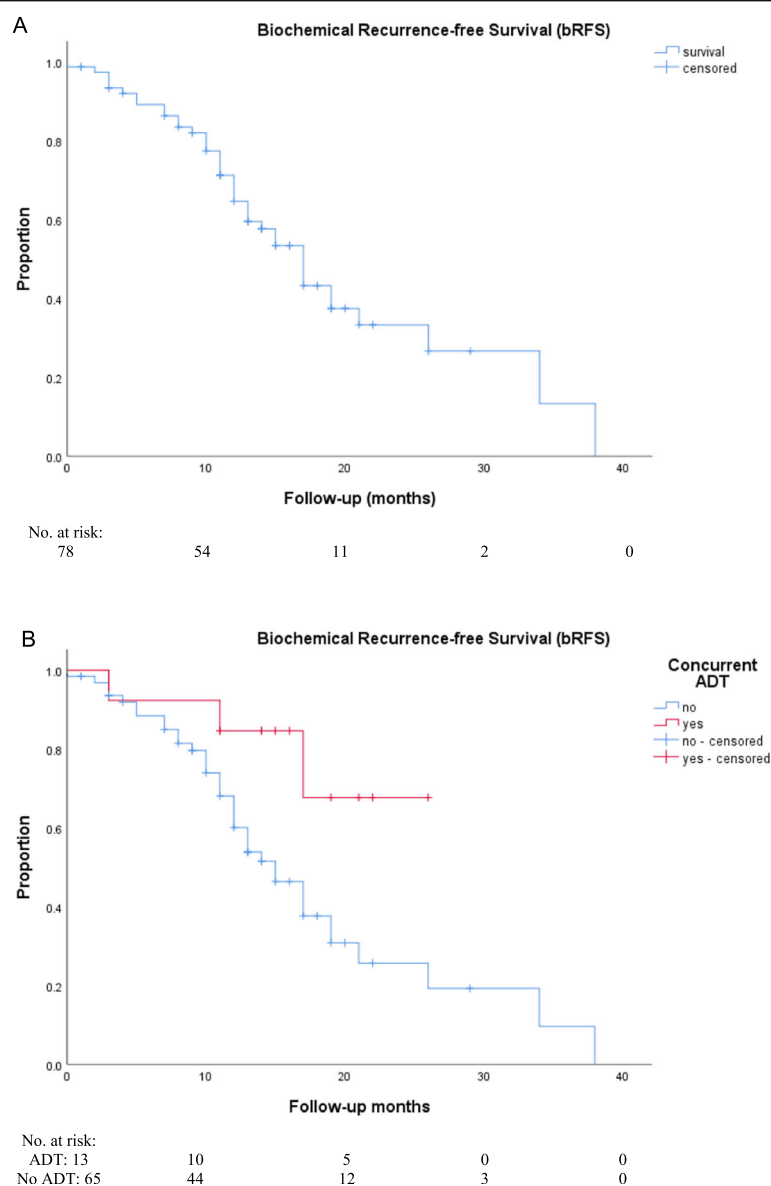 A
Biochemical Recurrence-free Survival (bRFS)
survival
censored
1.0
0.8
0.6
0.4
0.2
0.0
Proportion
0 10 20 30 40
Follow-up (months)
No. at risk:
78 54 11 2 0
B
Biochemical Recurrence-free Survival (bRFS)
Concurrent
ADT
no
yes
no - censored
yes - censored
1.0
0.8
0.6
0.4
0.2
0.0
Proportion
0 10 20 30 40
Follow-up months
No. at risk:
ADT: 13 10 5 0 0
No ADT: 65 44 12 3 0